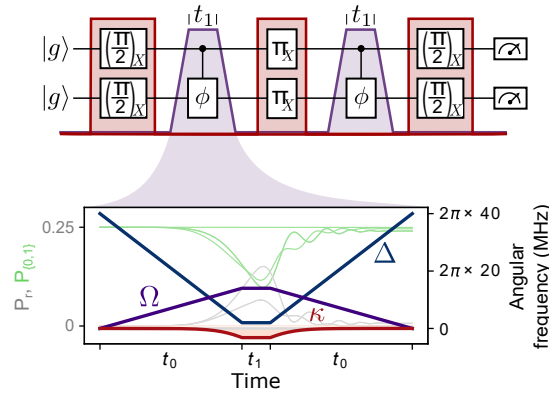 t₁
|g⟩ (π/2)X πX (π/2)X
|g⟩ (π/2)X ϕ πX ϕ (π/2)X
Pr, P{0,1}
0.25
0
Ω
Δ
κ
2π × 40
2π × 20
0
Angular
frequency (MHz)
t₀ t₁ t₀
Time